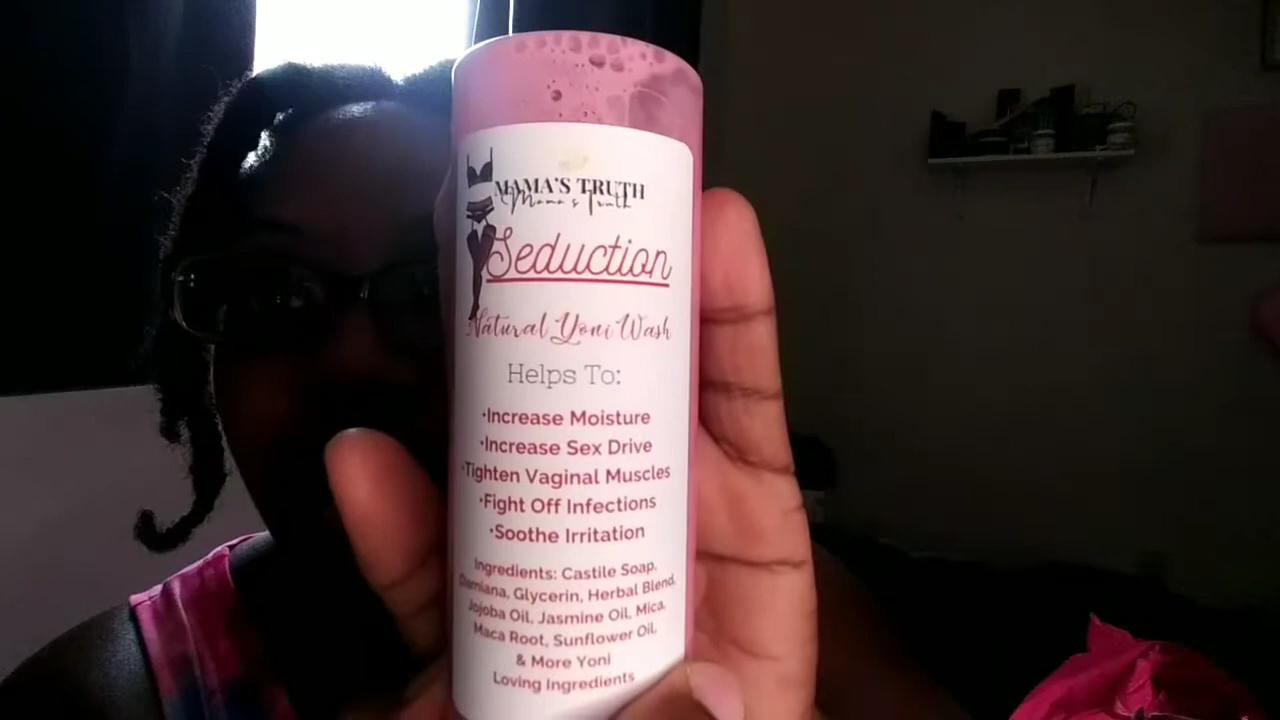 MAMA'S TRUTH
Mama's Truth
Seduction
Natural Yoni Wash
Helps To:
•Increase Moisture
•Increase Sex Drive
•Tighten Vaginal Muscles
•Fight Off Infections
•Soothe Irritation
Ingredients: Castile Soap,
Damiana, Glycerin, Herbal Blend,
Jojoba Oil, Jasmine Oil, Mica,
Maca Root, Sunflower Oil,
& More Yoni
Loving Ingredients